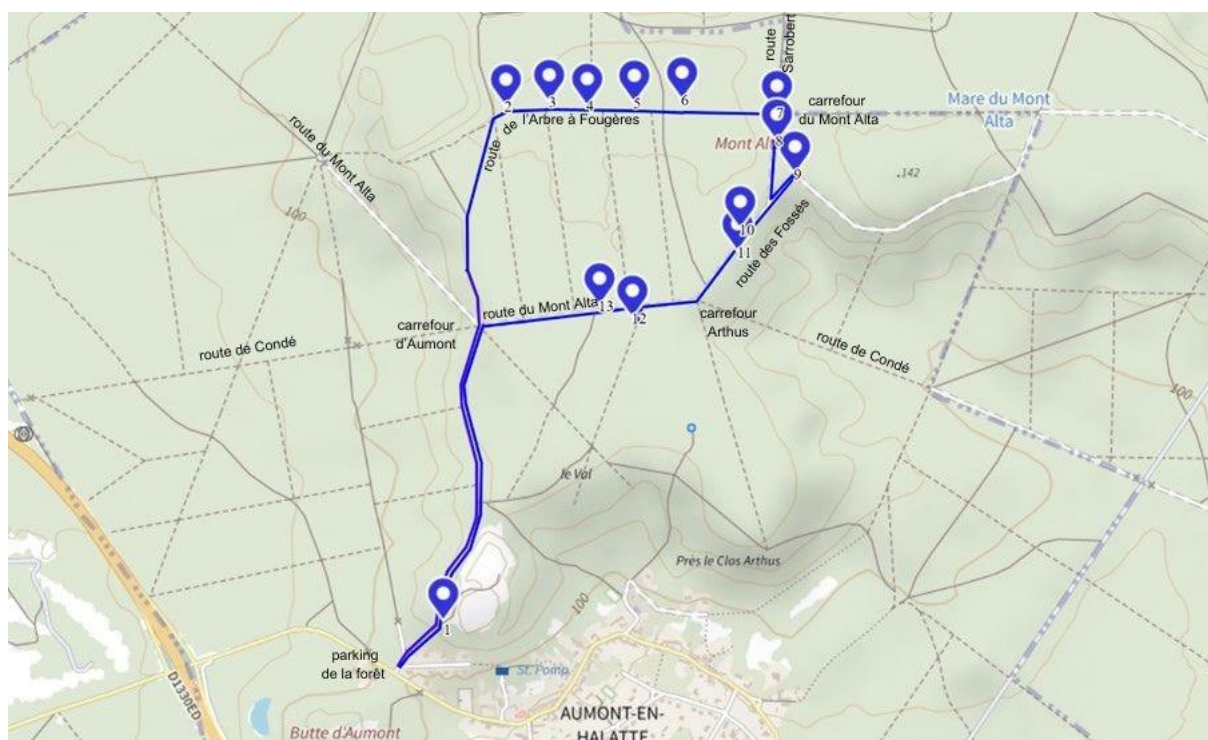 route
Sarrobert
2
3
4
5
6
7
carrefour
du Mont Alta
Mare du Mont
Alta
route de
l'Arbre à Fougères
8
Mont Alt
9
route du Mont Alta
142
100
10
11
route des Fossés
13
12
route du Mont Alta
carrefour
d'Aumont
carrefour
Arthus
route de Condé
route de Condé
100
le Val
Près le Clos Arthus
100
1
parking
de la forêt
St. Pomp.
D1330ED
AUMONT-EN-
HALATTE
Butte d'Aumont